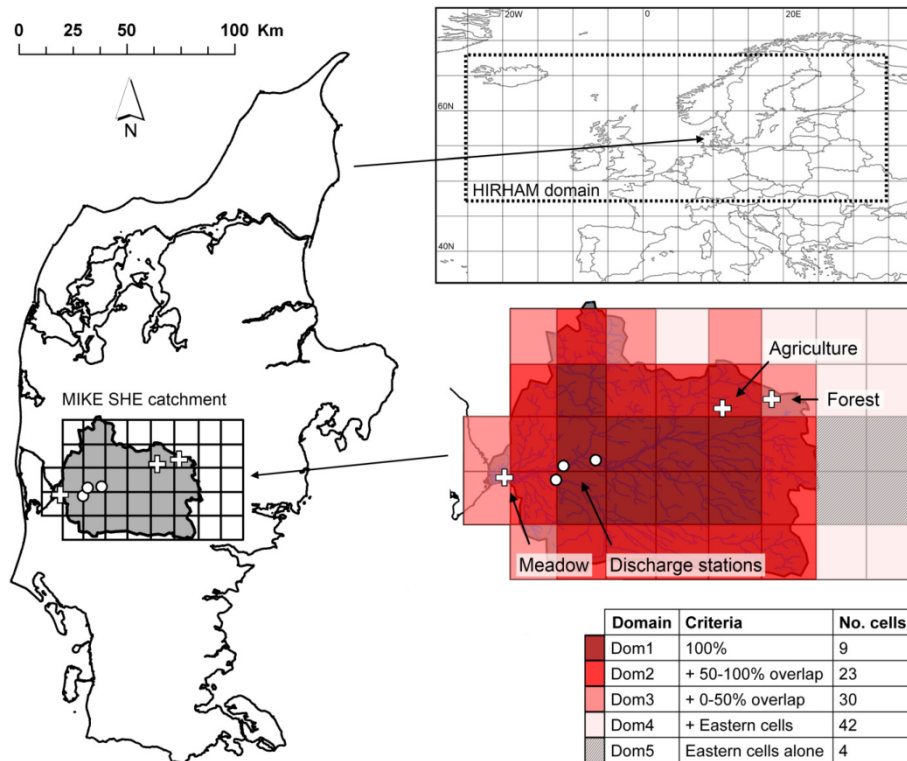 0 25 50 100 Km
N
20W 0 20E
60N
HIRHAM domain
40N
MIKE SHE catchment
Agriculture
Forest
Meadow Discharge stations
Domain Criteria No. cells
Dom1 100% 9
Dom2 + 50-100% overlap 23
Dom3 + 0-50% overlap 30
Dom4 + Eastern cells 42
Dom5 Eastern cells alone 4